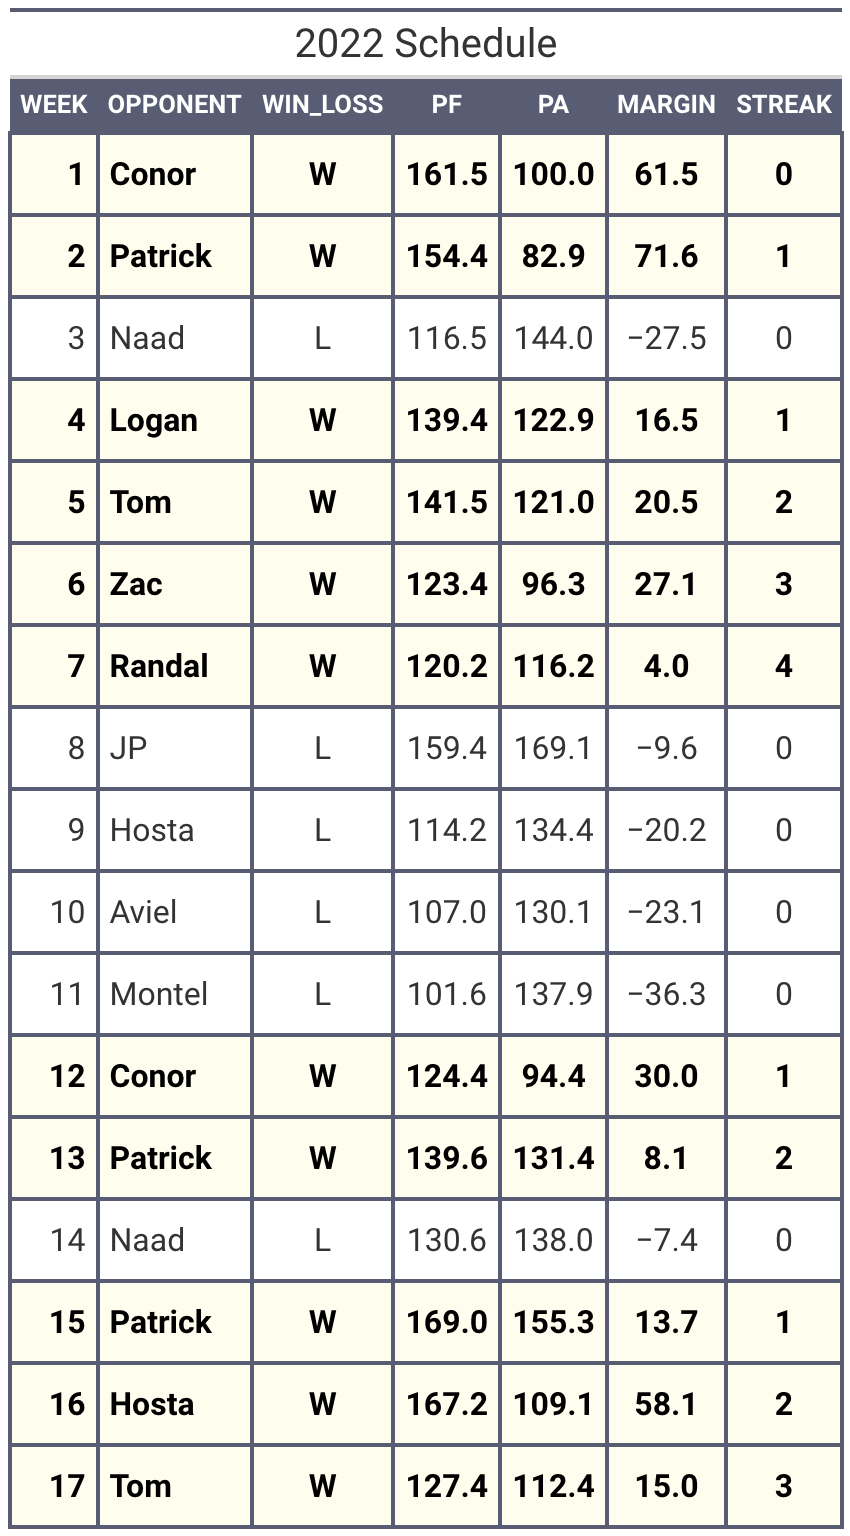 2022 Schedule
WEEK OPPONENT WIN_LOSS PF PA MARGIN STREAK
1 Conor W 161.5 100.0 61.5 0
2 Patrick W 154.4 82.9 71.6 1
3 Naad L 116.5 144.0 −27.5 0
4 Logan W 139.4 122.9 16.5 1
5 Tom W 141.5 121.0 20.5 2
6 Zac W 123.4 96.3 27.1 3
7 Randal W 120.2 116.2 4.0 4
8 JP L 159.4 169.1 −9.6 0
9 Hosta L 114.2 134.4 −20.2 0
10 Aviel L 107.0 130.1 −23.1 0
11 Montel L 101.6 137.9 −36.3 0
12 Conor W 124.4 94.4 30.0 1
13 Patrick W 139.6 131.4 8.1 2
14 Naad L 130.6 138.0 −7.4 0
15 Patrick W 169.0 155.3 13.7 1
16 Hosta W 167.2 109.1 58.1 2
17 Tom W 127.4 112.4 15.0 3